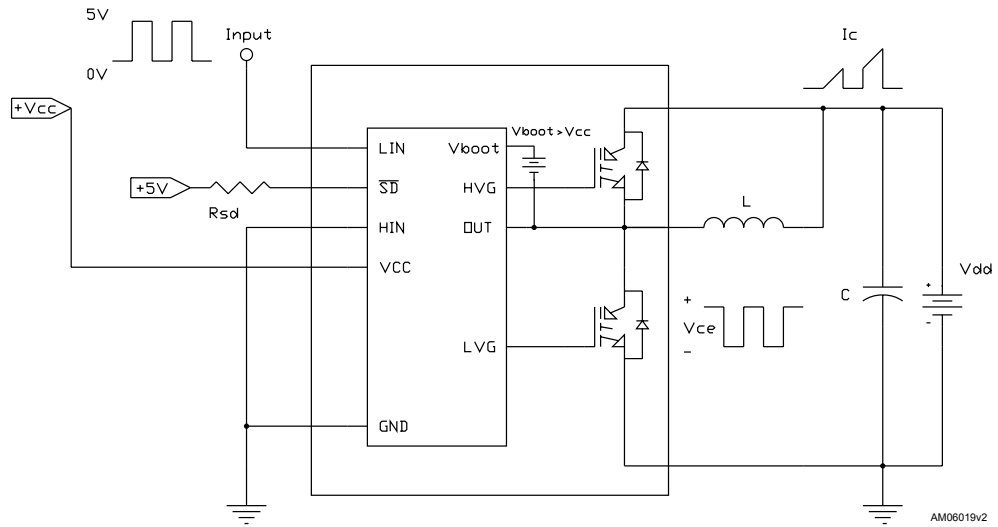 5V
0V
Input
Ic
+Vcc
Vboot>Vcc
LIN
Vboot
+5V
Rsd
SD
HVG
L
HIN
OUT
VCC
Vdd
+
C
+
-
LVG
+
Vce
-
GND
AM06019v2